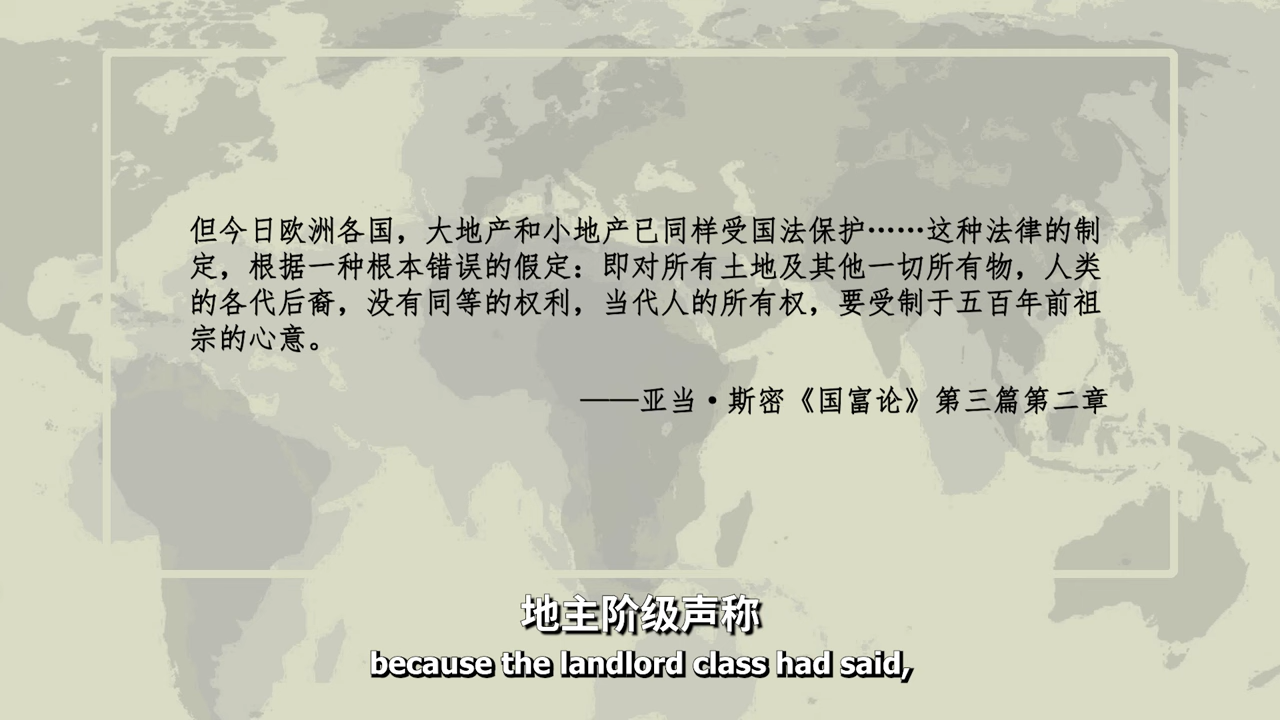 但今日欧洲各国，大地产和小地产已同样受国法保护……这种法律的制
定，根据一种根本错误的假定：即对所有土地及其他一切所有物，人类
的各代后裔，没有同等的权利，当代人的所有权，要受制于五百年前祖
宗的心意。
——亚当·斯密《国富论》第三篇第二章
地主阶级声称
because the landlord class had said,